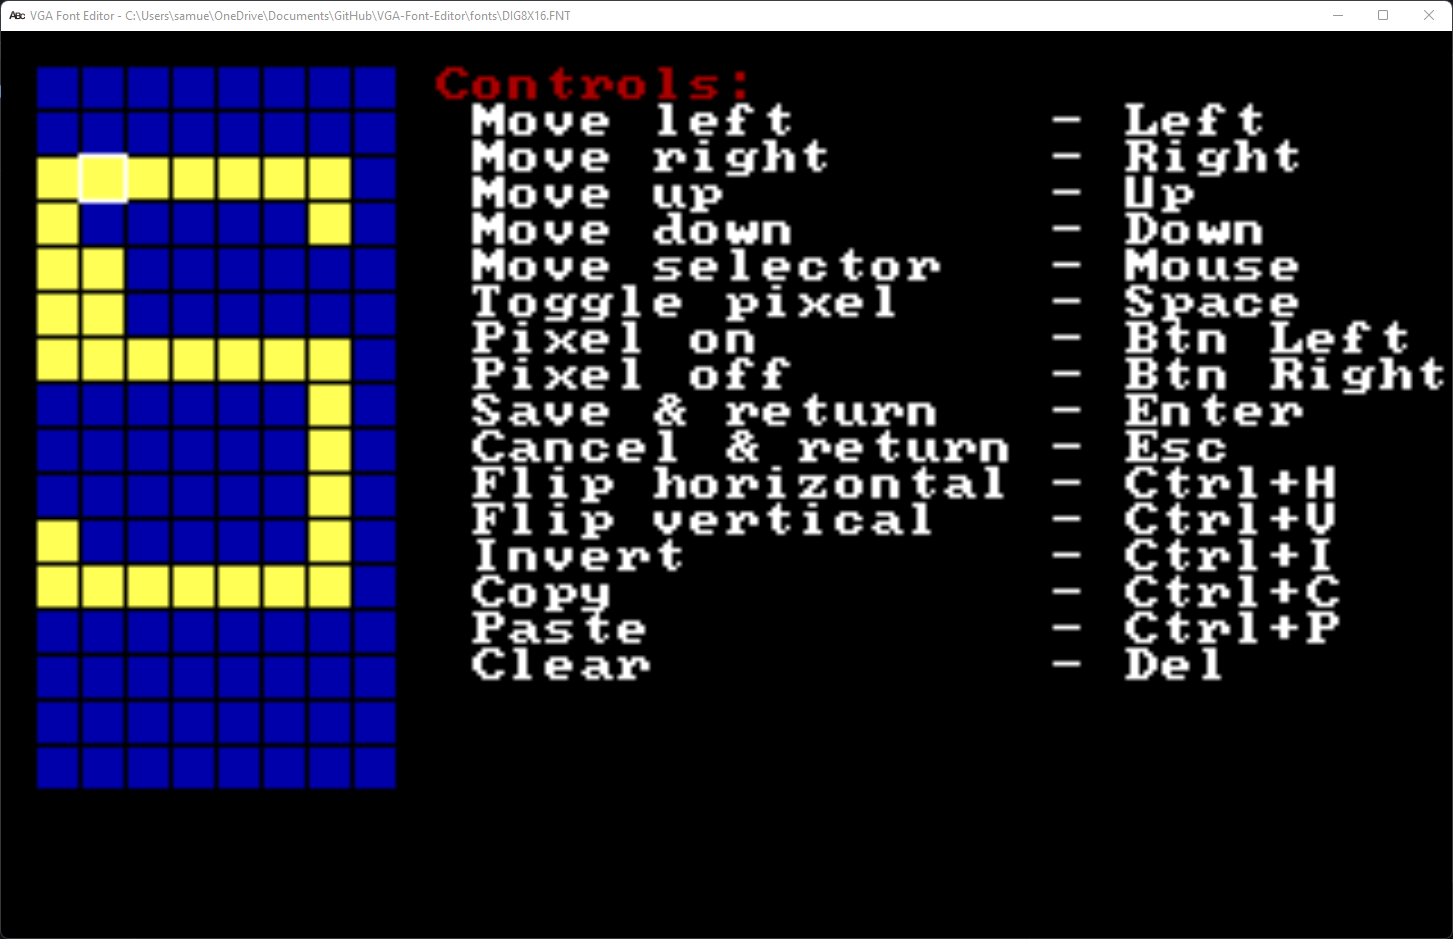 ABC VGA Font Editor - C:\Users\samue\OneDrive\Documents\GitHub\VGA-Font-Editor\fonts\DIG8X16.FNT
Controls:
Move left - Left
Move right - Right
Move up - Up
Move down - Down
Move selector - Mouse
Toggle pixel - Space
Pixel on - Btn Left
Pixel off - Btn Right
Save & return - Enter
Cancel & return - Esc
Flip horizontal - Ctrl+H
Flip vertical - Ctrl+V
Invert - Ctrl+I
Copy - Ctrl+C
Paste - Ctrl+P
Clear - Del